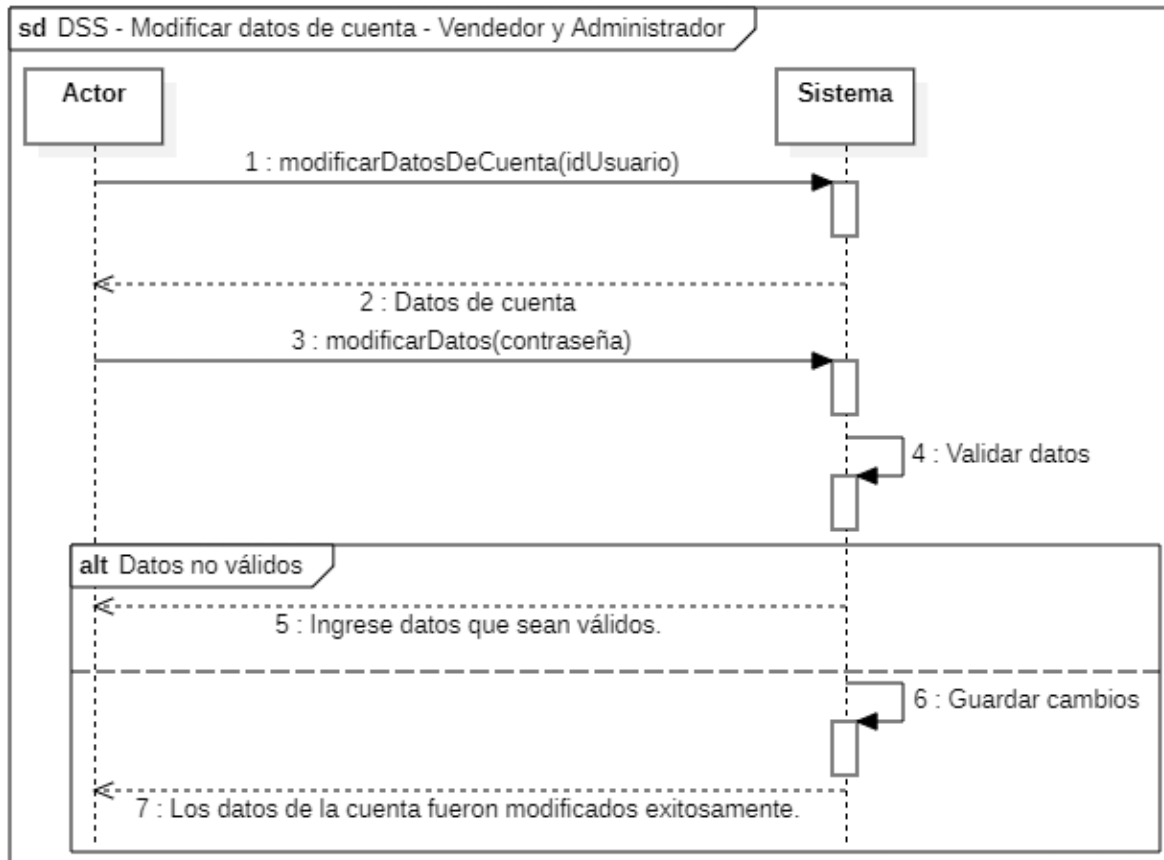 sd DSS - Modificar datos de cuenta - Vendedor y Administrador
Actor
Sistema
1 : modificarDatosDeCuenta(idUsuario)
2 : Datos de cuenta
3 : modificarDatos(contraseña)
4 : Validar datos
alt Datos no válidos
5 : Ingrese datos que sean válidos.
6 : Guardar cambios
7 : Los datos de la cuenta fueron modificados exitosamente.